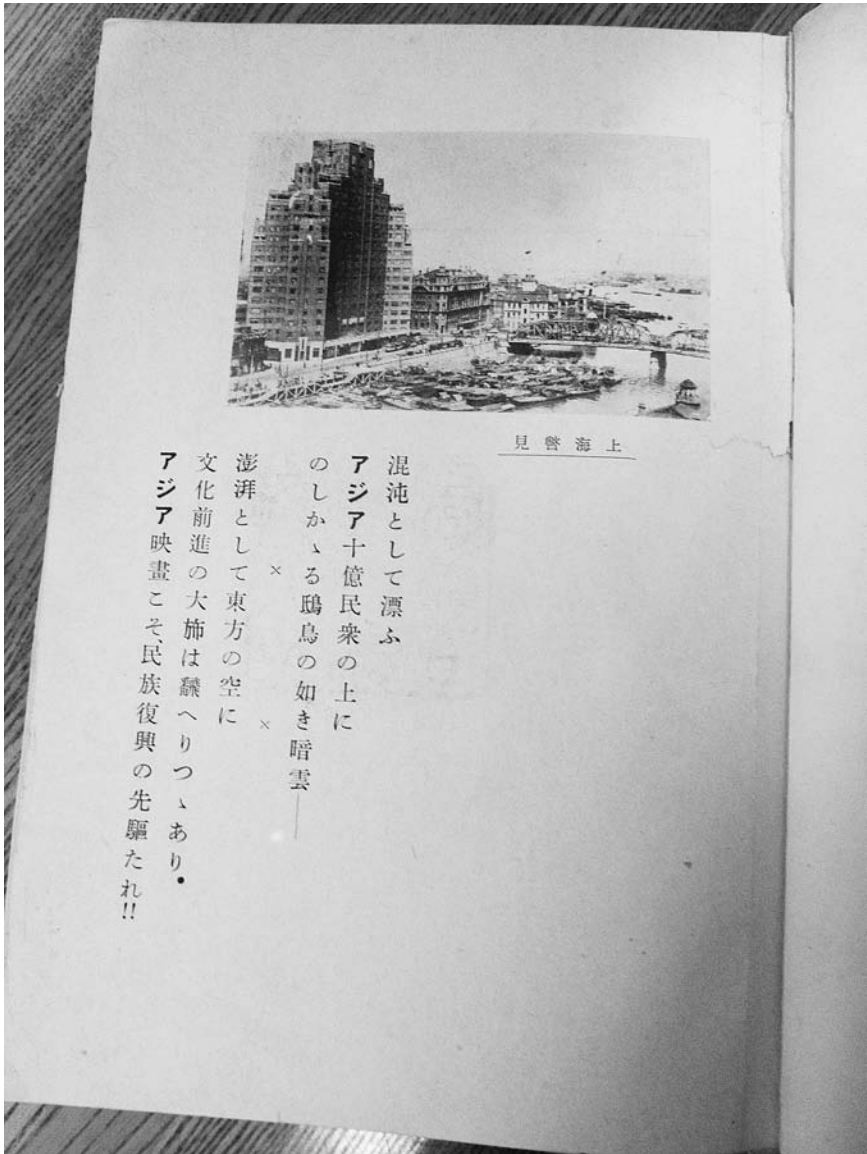 上海瞥見
混沌として漂ふ
アジア十億民衆の上に
のしかゝる鴟鳥の如き暗雲――
× ×
澎湃として東方の空に
文化前進の大旆は飜へりつゝあり。
アジア映畫こそ、民族復興の先驅たれ!!